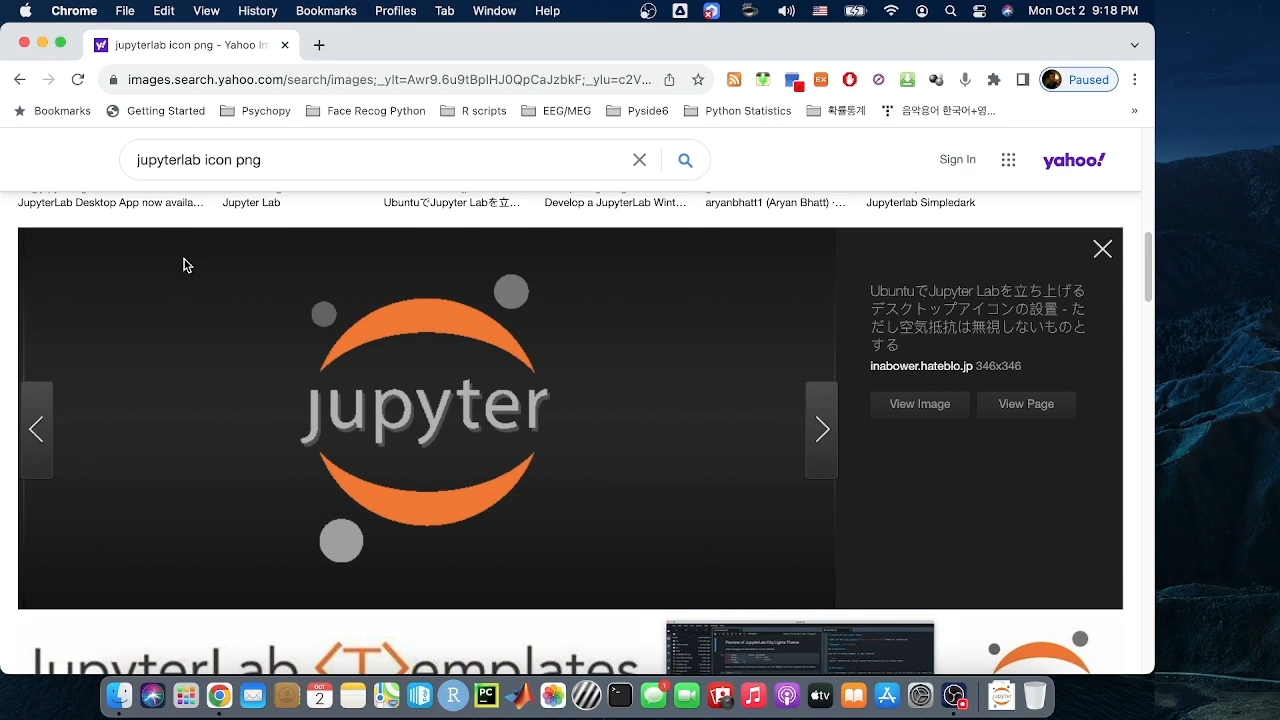 Chrome File Edit View History Bookmarks Profiles Tab Window Help Mon Oct 2 9:18 PM
jupyterlab icon png - Yahoo Im
images.search.yahoo.com/search/images;_ylt=Awr9.6u9tBplHJ0QpCaJzbkF;_ylu=c2V... Paused
Bookmarks Getting Started Psychopy Face Recog Python R scripts EEG/MEG Pyside6 Python Statistics 확률통계 음악용어 한국어+영... »
jupyterlab icon png Sign In yahoo!
JupyterLab Desktop App now availa... Jupyter Lab UbuntuでJupyter Labを立... Develop a JupyterLab Wint... aryanbhatt1 (Aryan Bhatt) ·... Jupyterlab Simpledark
UbuntuでJupyter Labを立ち上げる
デスクトップアイコンの設置 - た
だし空気抵抗は無視しないものと
する
inabower.hateblo.jp 346x346
View Image View Page
jupyter
Preview of JupyterLab City Lights Theme
OCT
2
tv